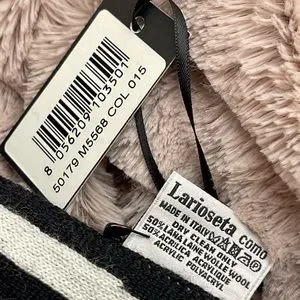 8 056209 103501
50179 M5568 COL 015
Larioseta como
MADE IN ITALY
DRY CLEAN ONLY
50% LANA LAINE WOLLE WOOL
50% ACRILICA ACRYLIQUE
ACRYLIC POLYACRYL